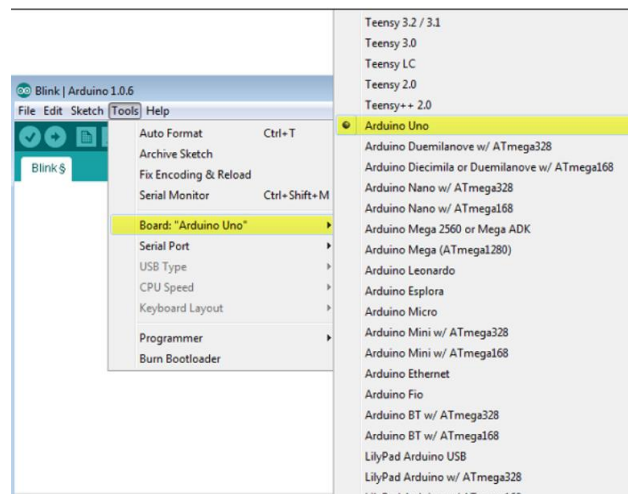 Blink | Arduino 1.0.6
File Edit Sketch Tools Help
Blink §
Auto Format Ctrl+T
Archive Sketch
Fix Encoding & Reload
Serial Monitor Ctrl+Shift+M
Board: "Arduino Uno"
Serial Port
USB Type
CPU Speed
Keyboard Layout
Programmer
Burn Bootloader
Teensy 3.2 / 3.1
Teensy 3.0
Teensy LC
Teensy 2.0
Teensy++ 2.0
Arduino Uno
Arduino Duemilanove w/ ATmega328
Arduino Diecimila or Duemilanove w/ ATmega168
Arduino Nano w/ ATmega328
Arduino Nano w/ ATmega168
Arduino Mega 2560 or Mega ADK
Arduino Mega (ATmega1280)
Arduino Leonardo
Arduino Esplora
Arduino Micro
Arduino Mini w/ ATmega328
Arduino Mini w/ ATmega168
Arduino Ethernet
Arduino Fio
Arduino BT w/ ATmega328
Arduino BT w/ ATmega168
LilyPad Arduino USB
LilyPad Arduino w/ ATmega328